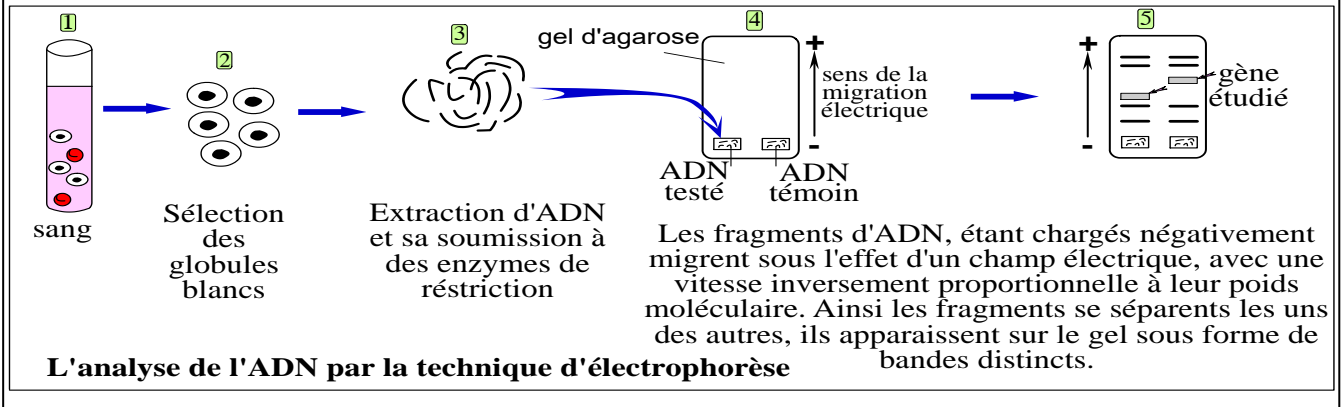 1
2
3
4
5
gel d'agarose
+
sens de la
migration
électrique
-
+
gène
étudié
-
ADN
testé
ADN
témoin
sang
Sélection
des
globules
blancs
Extraction d'ADN
et sa soumission à
des enzymes de
réstriction
Les fragments d'ADN, étant chargés négativement
migrent sous l'effet d'un champ électrique, avec une
vitesse inversement proportionnelle à leur poids
moléculaire. Ainsi les fragments se séparents les uns
des autres, ils apparaissent sur le gel sous forme de
bandes distincts.
L'analyse de l'ADN par la technique d'électrophorèse